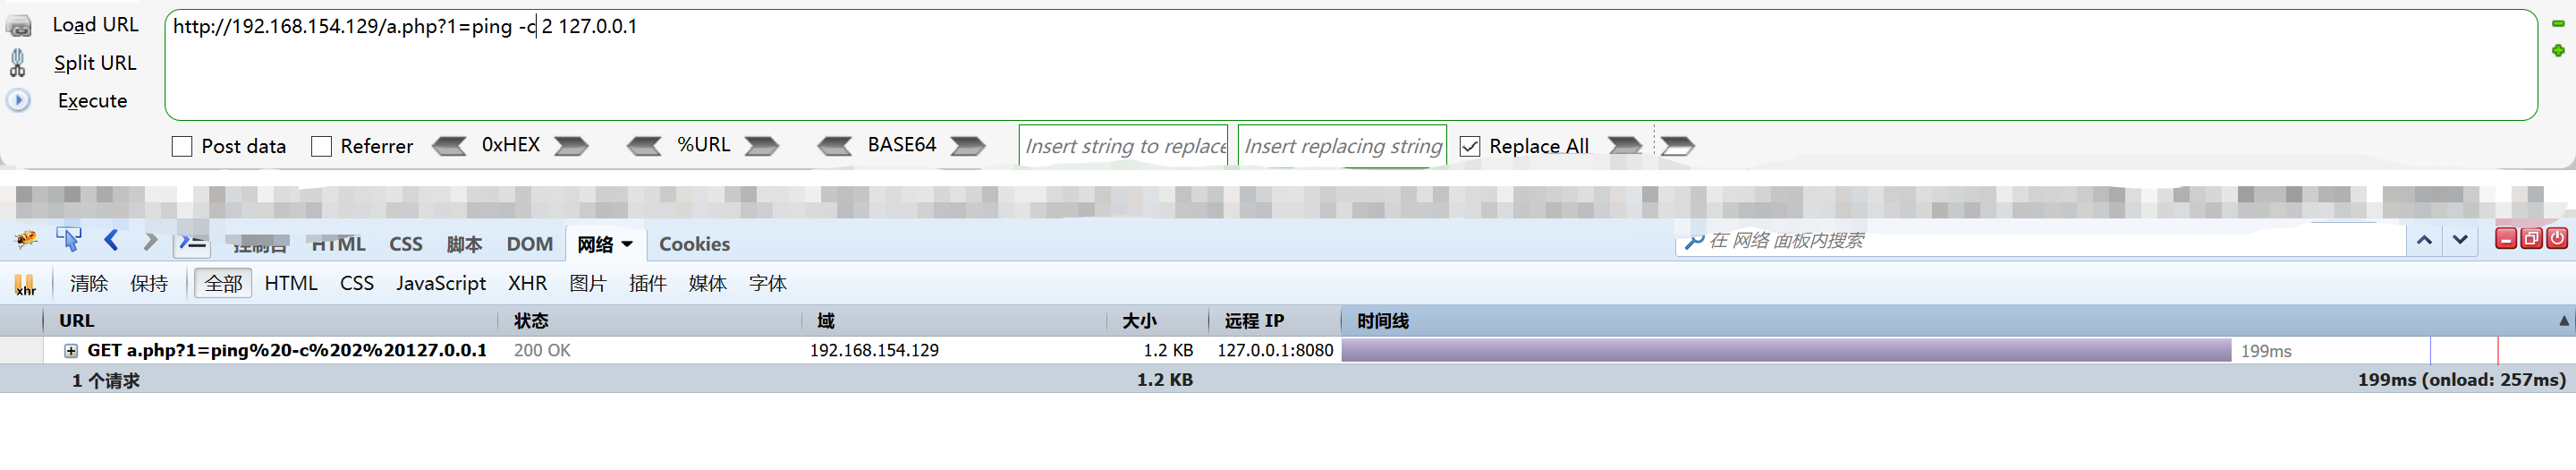 Load URL
http://192.168.154.129/a.php?1=ping -c 2 127.0.0.1
Split URL
Execute
Post data Referrer 0xHEX %URL BASE64 Insert string to replace Insert replacing string Replace All
控制台 HTML CSS 脚本 DOM 网络 Cookies 在 网络 面板内搜索
xhr 清除 保持 全部 HTML CSS JavaScript XHR 图片 插件 媒体 字体
URL 状态 域 大小 远程 IP 时间线
GET a.php?1=ping%20-c%202%20127.0.0.1 200 OK 192.168.154.129 1.2 KB 127.0.0.1:8080 199ms
1 个请求 1.2 KB 199ms (onload: 257ms)